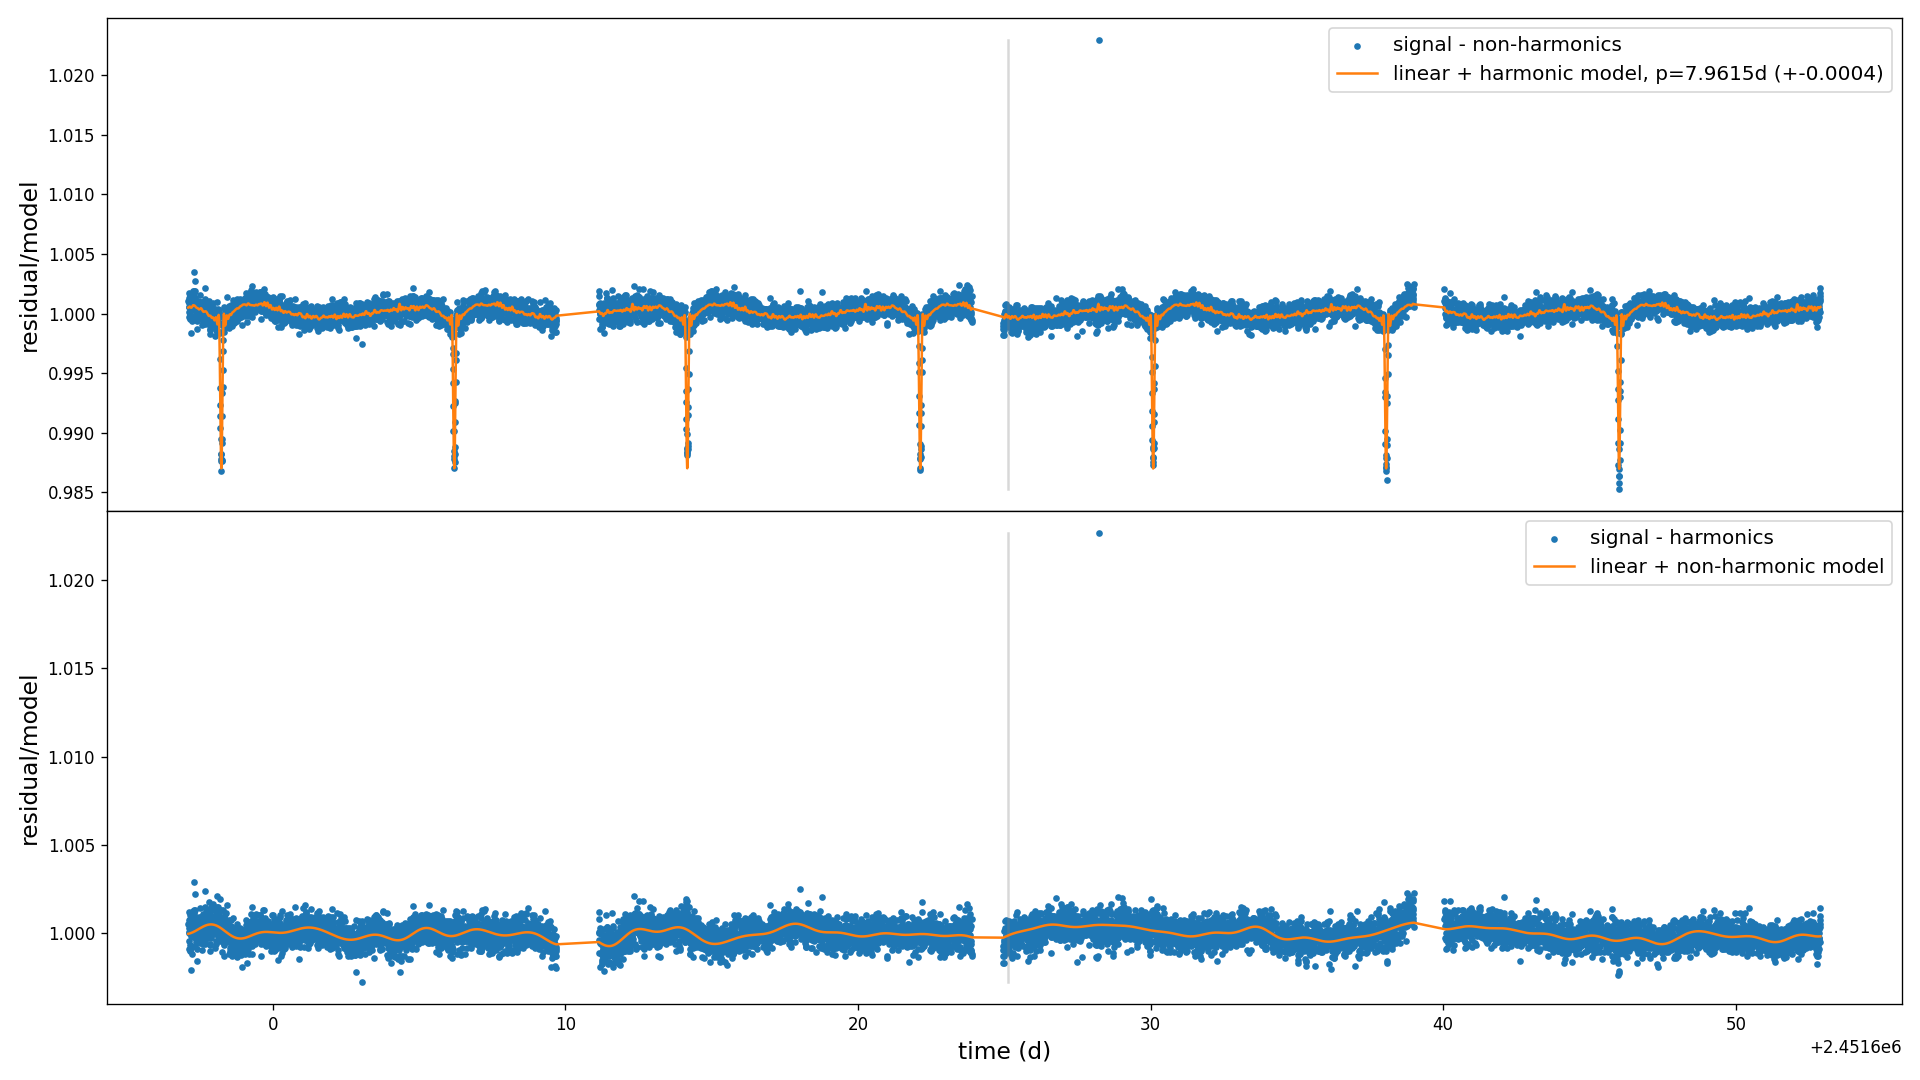 signal - non-harmonics
linear + harmonic model, p=7.9615d (+-0.0004)
1.020
1.015
1.010
1.005
1.000
0.995
0.990
0.985
residual/model
signal - harmonics
linear + non-harmonic model
1.020
1.015
1.010
1.005
1.000
residual/model
0 10 20 30 40 50
time (d)
+2.4516e6